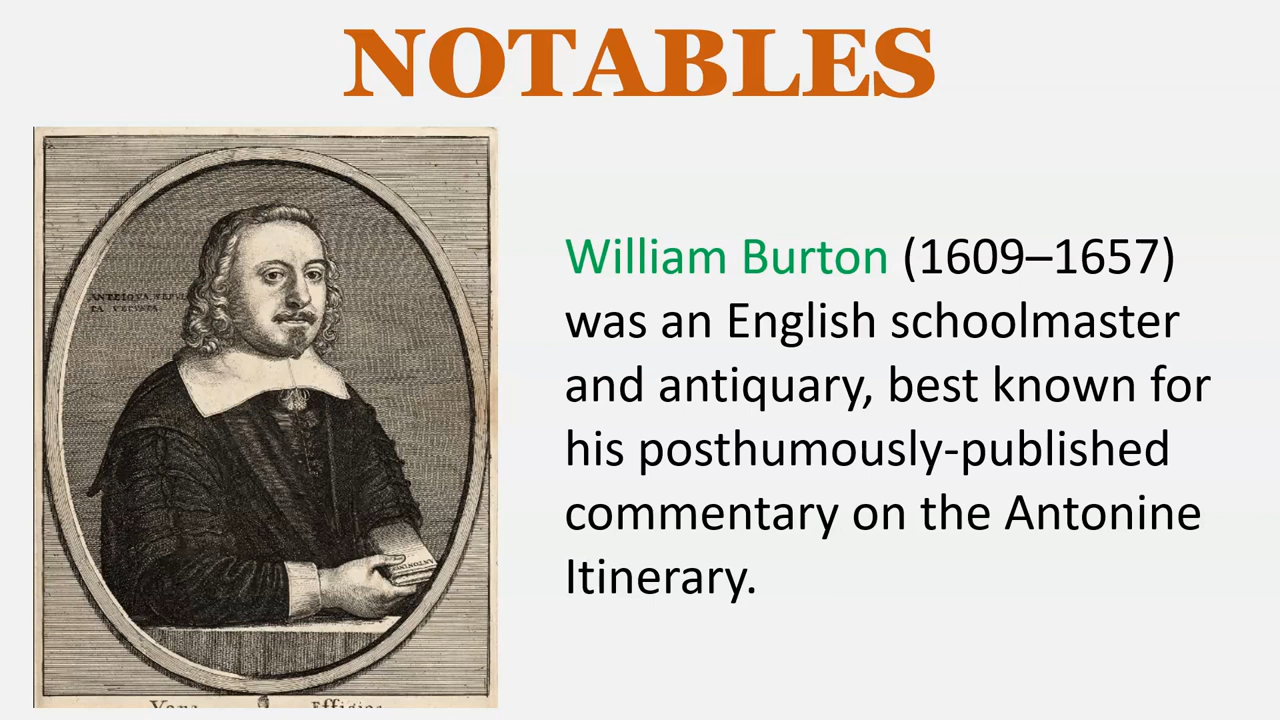 NOTABLES
William Burton (1609–1657)
was an English schoolmaster
and antiquary, best known for
his posthumously-published
commentary on the Antonine
Itinerary.